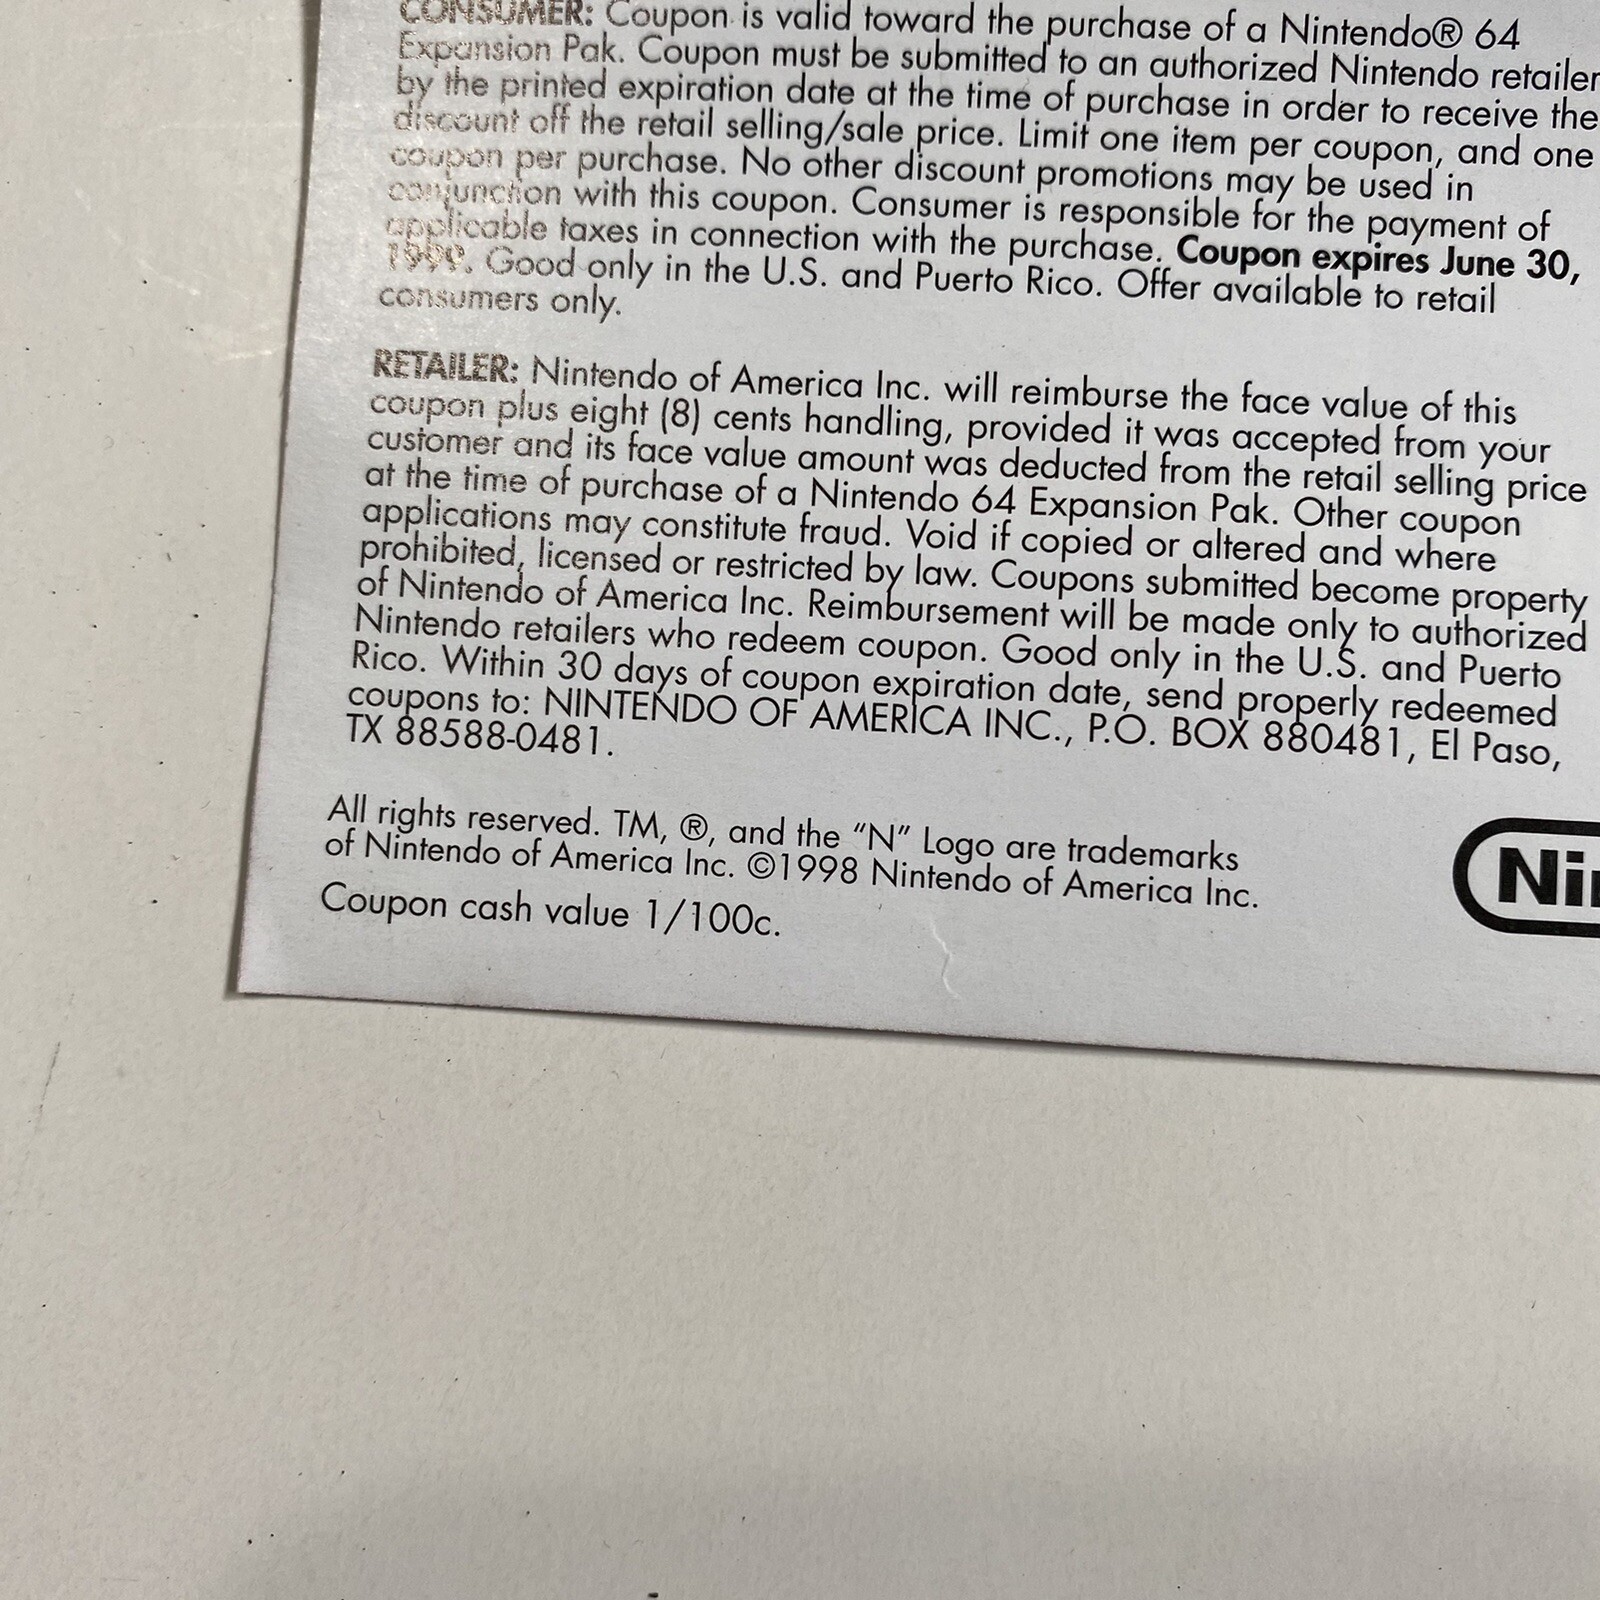 CONSUMER: Coupon is valid toward the purchase of a Nintendo® 64
Expansion Pak. Coupon must be submitted to an authorized Nintendo retailer
by the printed expiration date at the time of purchase in order to receive the
discount off the retail selling/sale price. Limit one item per coupon, and one
coupon per purchase. No other discount promotions may be used in
conjunction with this coupon. Consumer is responsible for the payment of
applicable taxes in connection with the purchase. Coupon expires June 30,
1999. Good only in the U.S. and Puerto Rico. Offer available to retail
consumers only.
RETAILER: Nintendo of America Inc. will reimburse the face value of this
coupon plus eight (8) cents handling, provided it was accepted from your
customer and its face value amount was deducted from the retail selling price
at the time of purchase of a Nintendo 64 Expansion Pak. Other coupon
applications may constitute fraud. Void if copied or altered and where
prohibited, licensed or restricted by law. Coupons submitted become property
of Nintendo of America Inc. Reimbursement will be made only to authorized
Nintendo retailers who redeem coupon. Good only in the U.S. and Puerto
Rico. Within 30 days of coupon expiration date, send properly redeemed
coupons to: NINTENDO OF AMERICA INC., P.O. BOX 880481, El Paso,
TX 88588-0481.
All rights reserved. TM, ®, and the “N” Logo are trademarks
of Nintendo of America Inc. ©1998 Nintendo of America Inc.
Coupon cash value 1/100c.